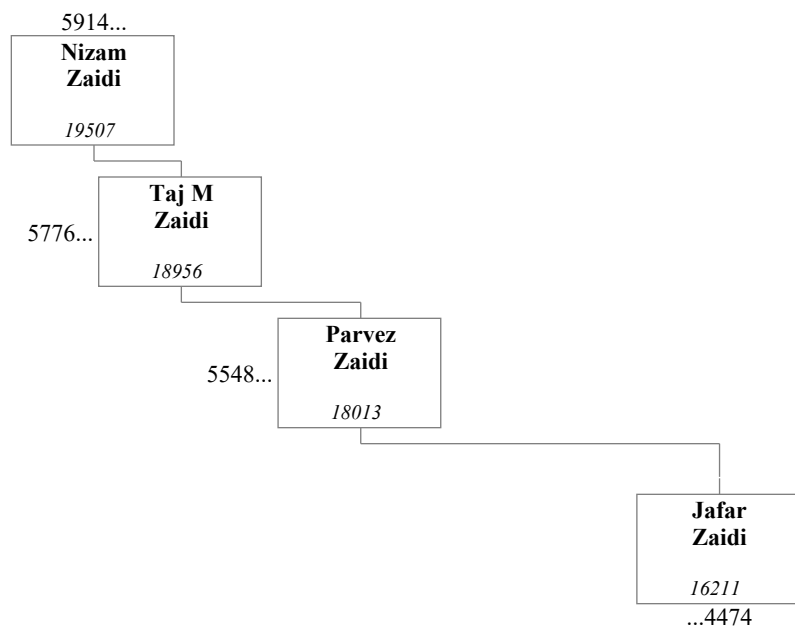 5914...
Nizam
Zaidi
19507
Taj M
Zaidi
5776...
18956
Parvez
Zaidi
5548...
18013
Jafar
Zaidi
16211
...4474